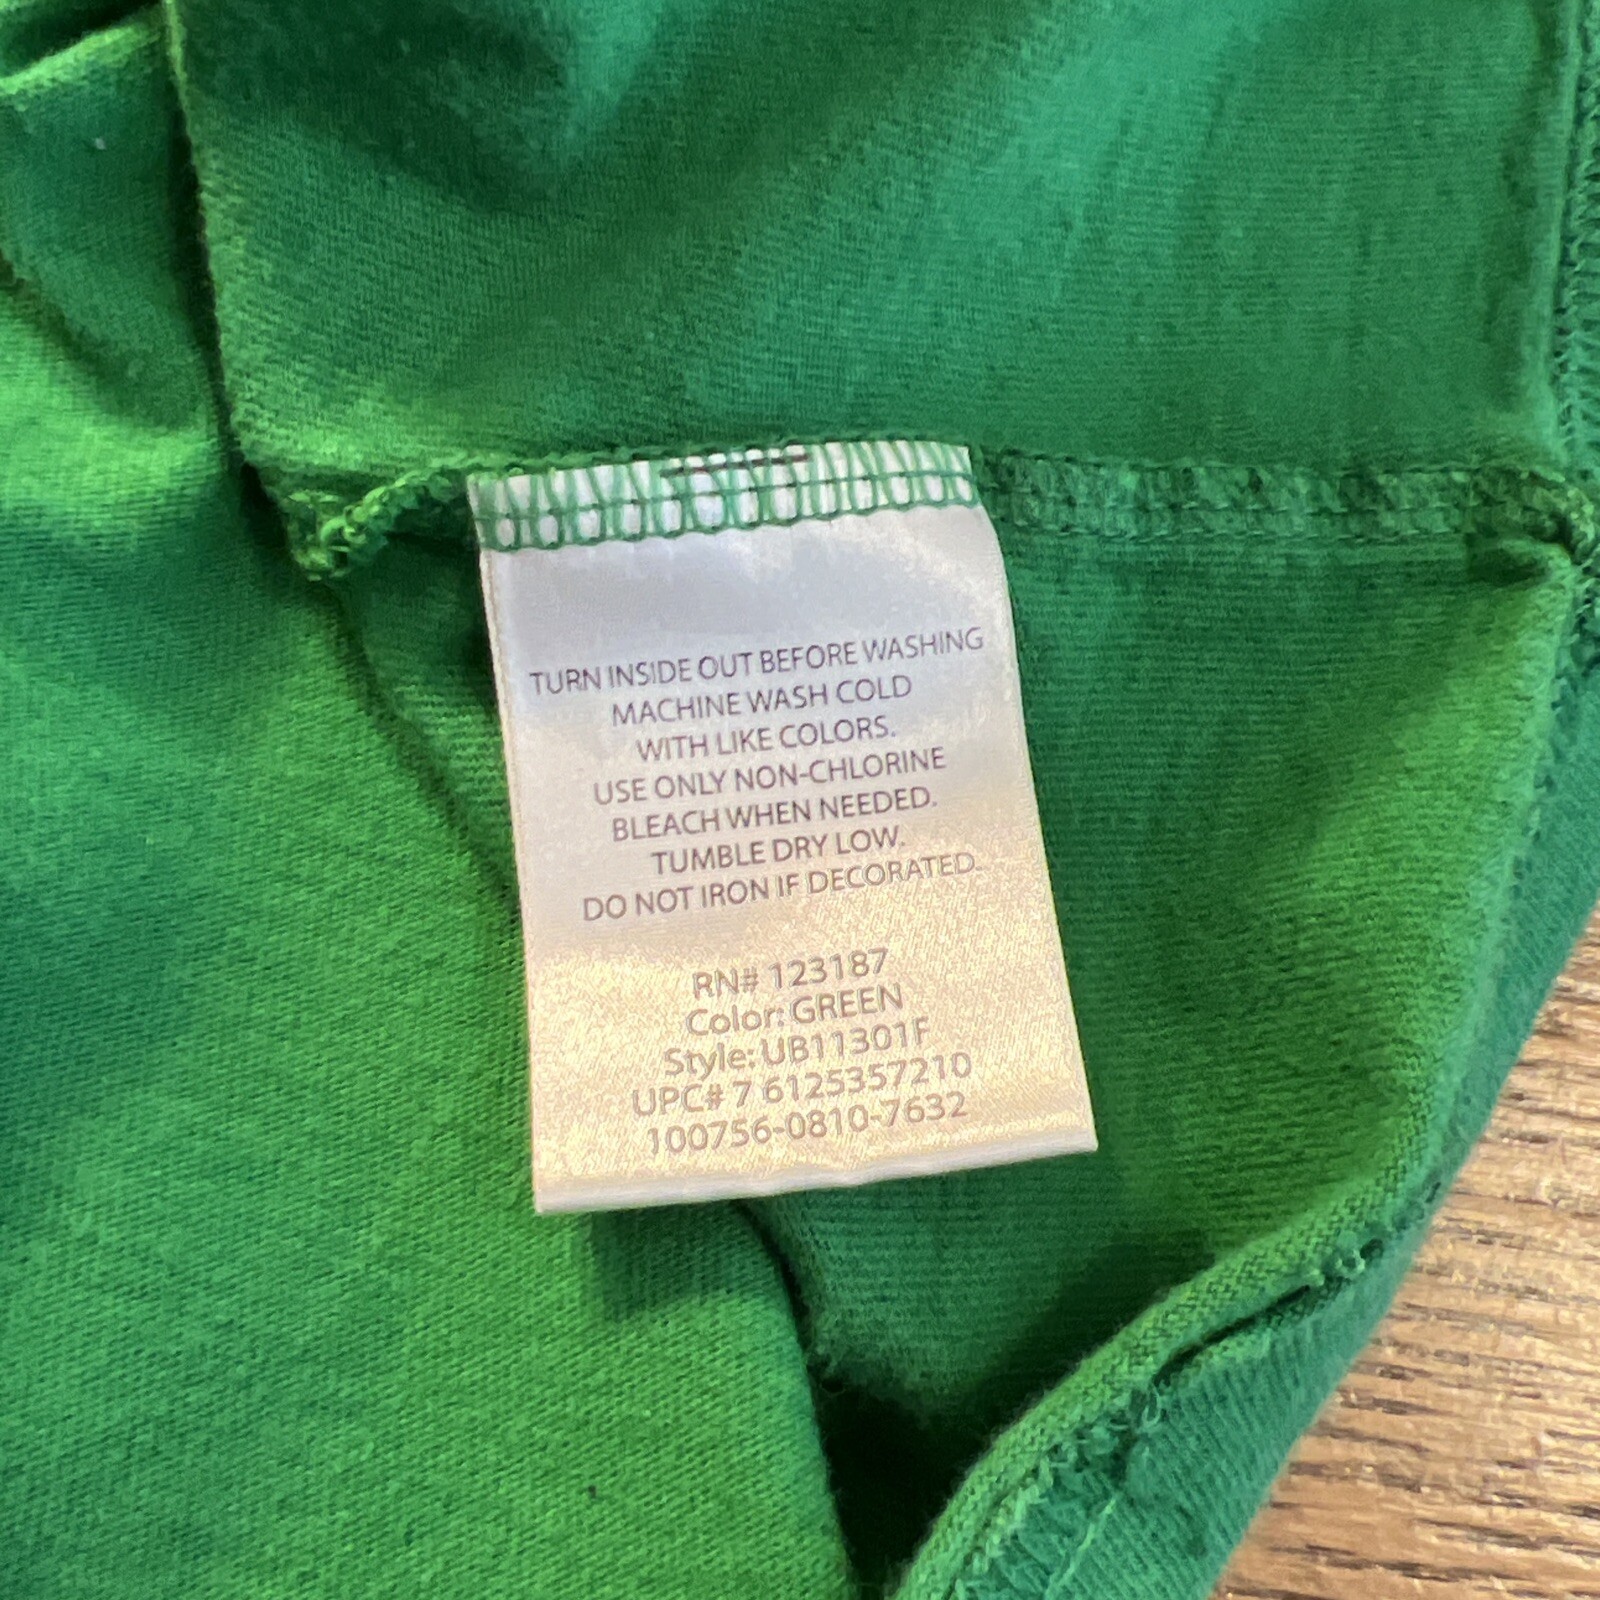 TURN INSIDE OUT BEFORE WASHING
MACHINE WASH COLD
WITH LIKE COLORS.
USE ONLY NON-CHLORINE
BLEACH WHEN NEEDED.
TUMBLE DRY LOW.
DO NOT IRON IF DECORATED.
RN# 123187
Color: GREEN
Style: UB11301F
UPC# 7 6125357210
100756-0810-7632